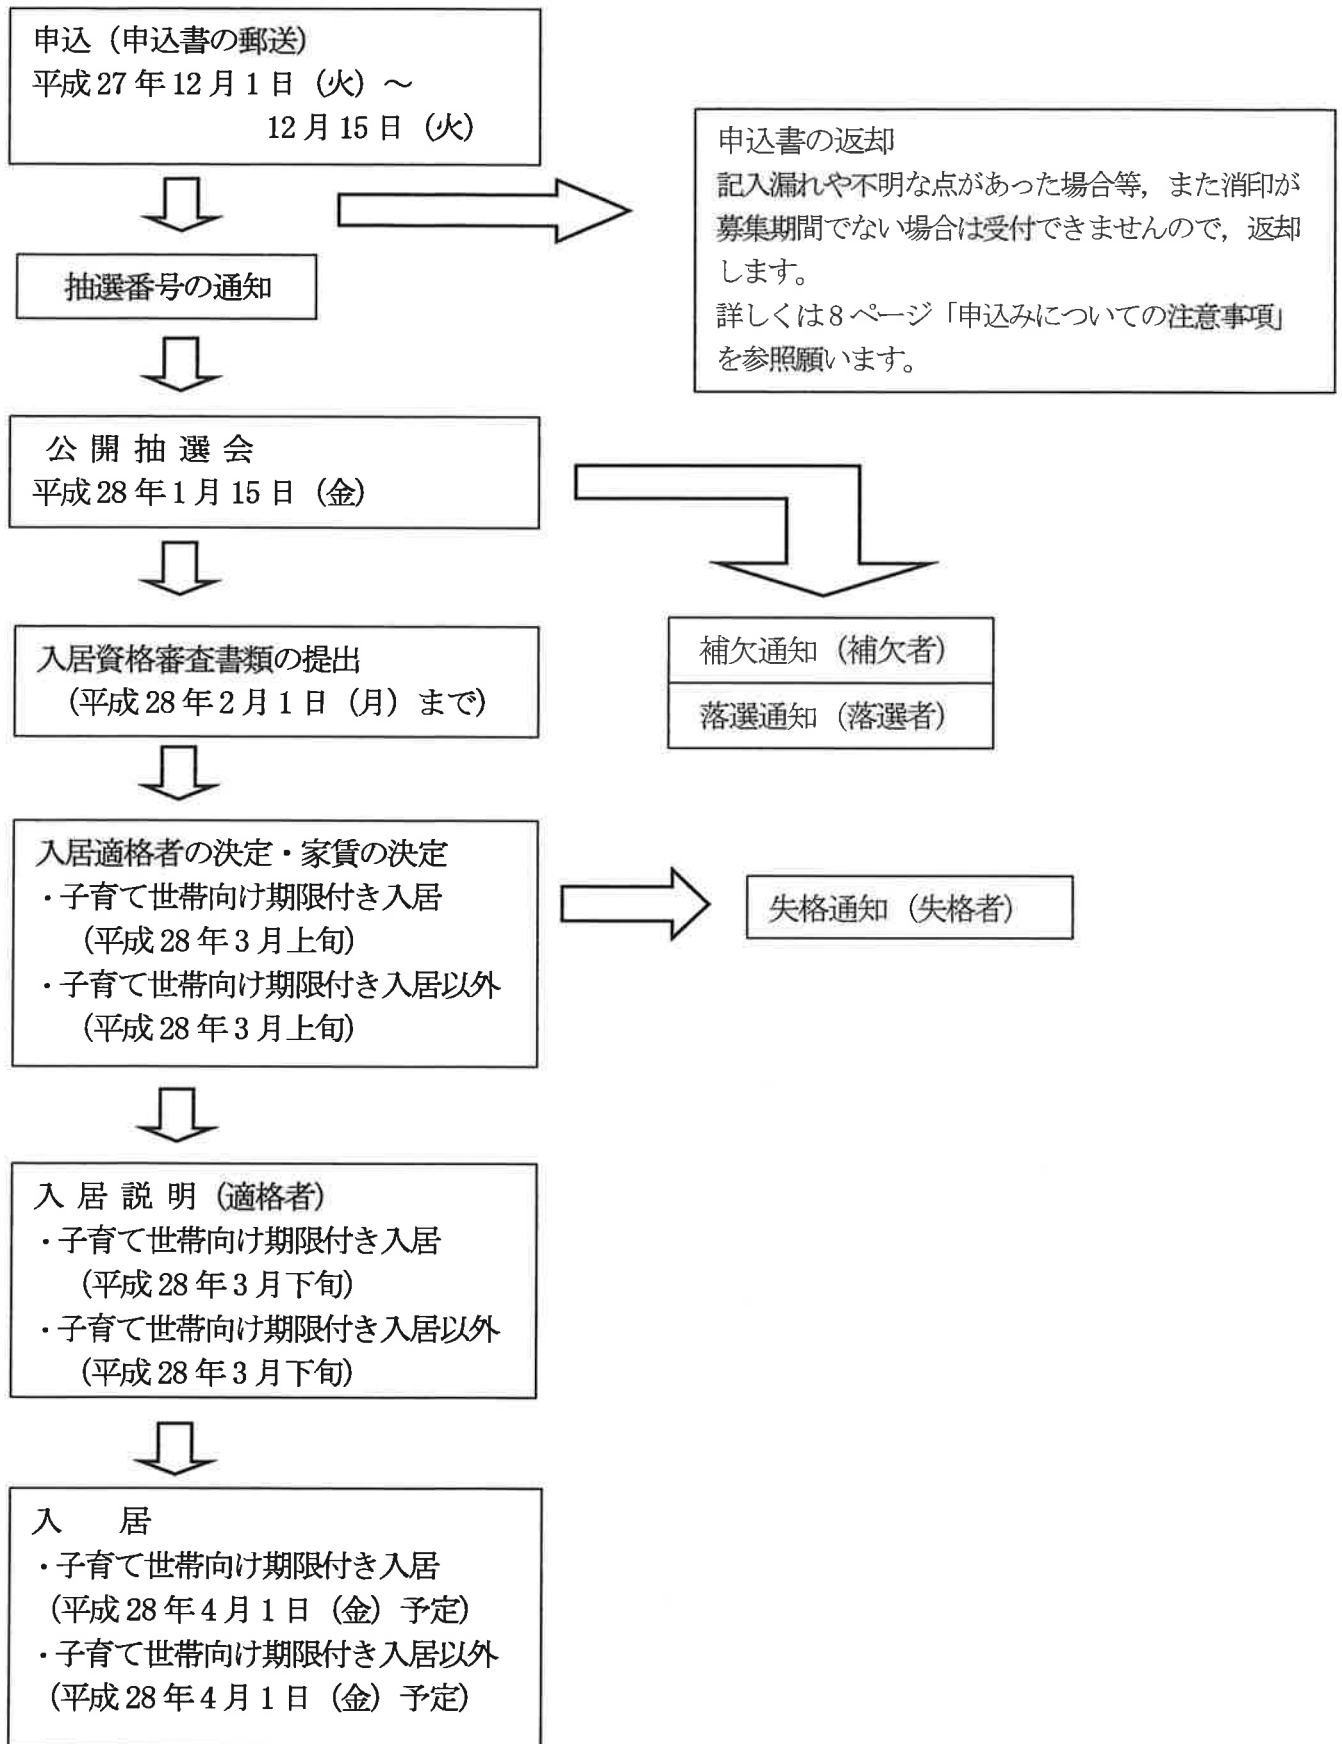 申込（申込書の郵送）
平成27年12月1日（火）～
12月15日（火）
申込書の返却
記入漏れや不明な点があった場合等，また消印が
募集期間でない場合は受付できませんので，返却
します。
詳しくは8ページ「申込みについての注意事項」
を参照願います。
抽選番号の通知
公開抽選会
平成28年1月15日（金）
補欠通知（補欠者）
落選通知（落選者）
入居資格審査書類の提出
（平成28年2月1日（月）まで）
入居適格者の決定・家賃の決定
・子育て世帯向け期限付き入居
（平成28年3月上旬）
・子育て世帯向け期限付き入居以外
（平成28年3月上旬）
失格通知（失格者）
入居説明（適格者）
・子育て世帯向け期限付き入居
（平成28年3月下旬）
・子育て世帯向け期限付き入居以外
（平成28年3月下旬）
入　居
・子育て世帯向け期限付き入居
（平成28年4月1日（金）予定）
・子育て世帯向け期限付き入居以外
（平成28年4月1日（金）予定）